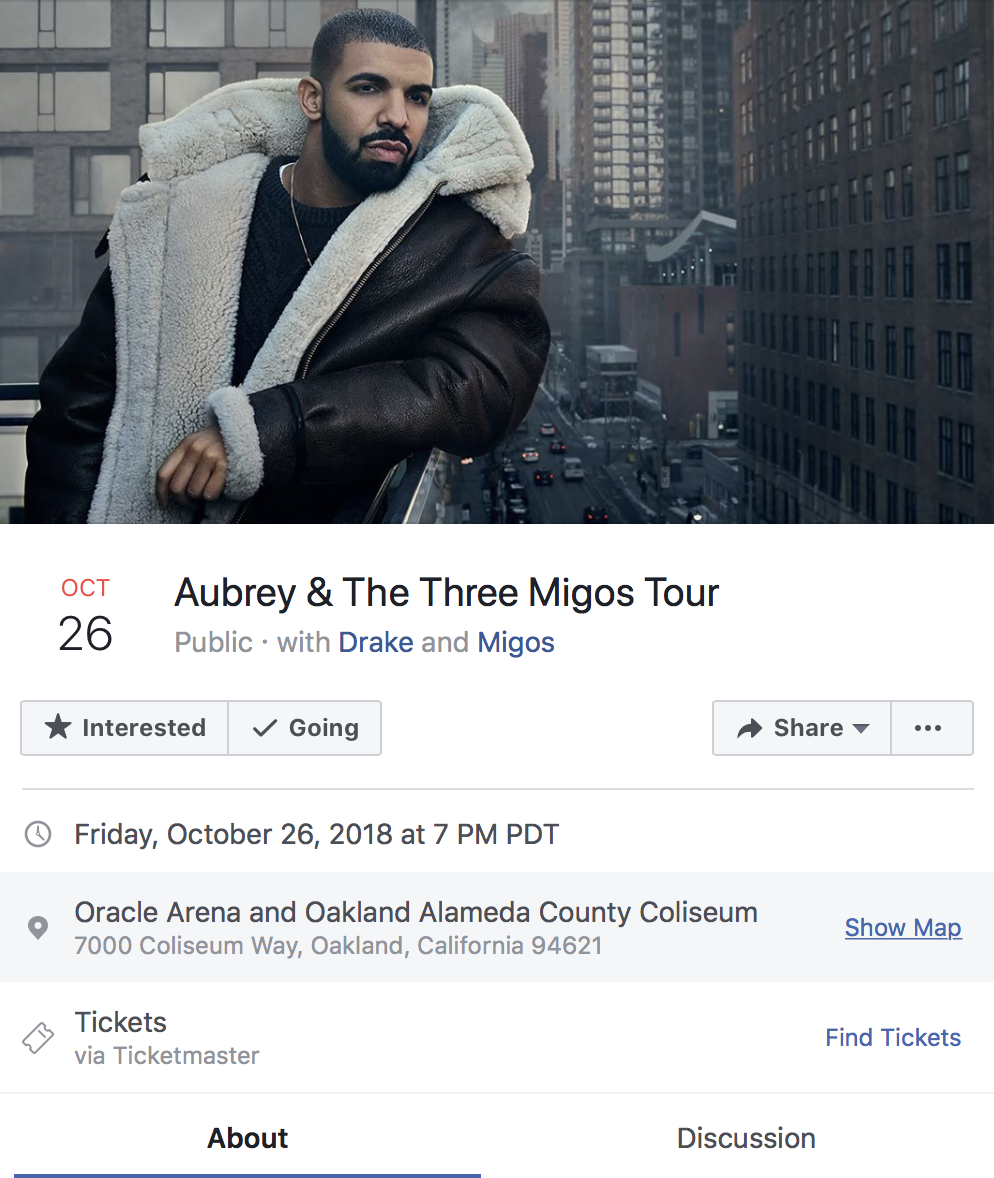 OCT
26
Aubrey & The Three Migos Tour
Public · with Drake and Migos
Interested
Going
Share
Friday, October 26, 2018 at 7 PM PDT
Oracle Arena and Oakland Alameda County Coliseum
7000 Coliseum Way, Oakland, California 94621
Show Map
Tickets
via Ticketmaster
Find Tickets
About
Discussion